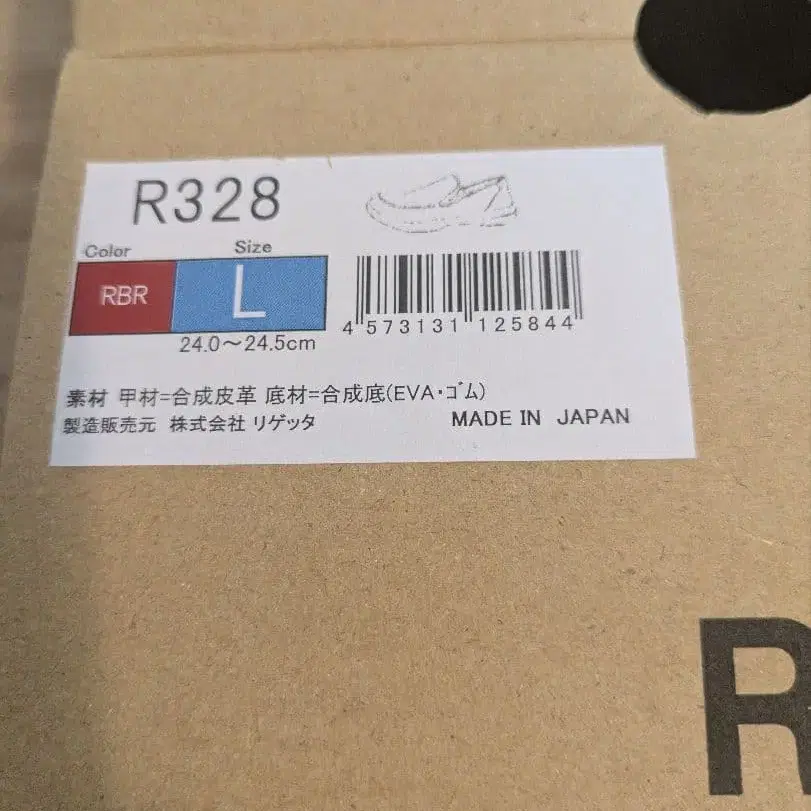 R328
Color Size
RBR L
24.0～24.5cm
4 573131 125844
素材 甲材=合成皮革 底材=合成底(EVA・ｺﾞﾑ)
製造販売元 株式会社 リゲッタ MADE IN JAPAN
R